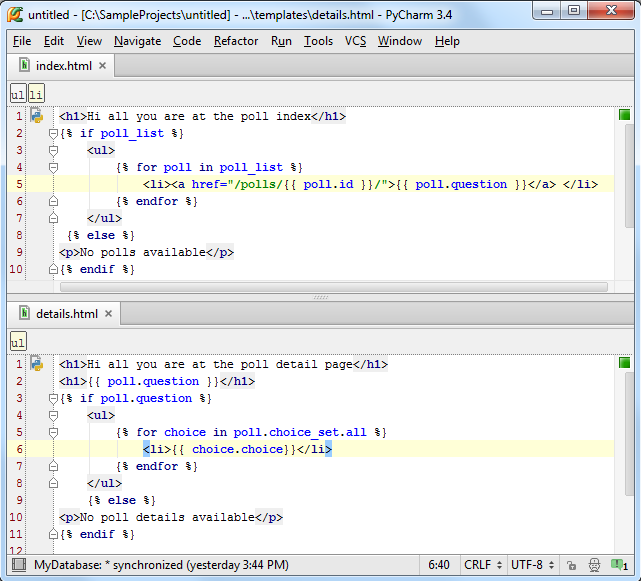 untitled - [C:\SampleProjects\untitled] - ...\templates\details.html - PyCharm 3.4
File Edit View Navigate Code Refactor Run Tools VCS Window Help
index.html
ul li
1 <h1>Hi all you are at the poll index</h1>
2 {% if poll_list %}
3 <ul>
4 {% for poll in poll_list %}
5 <li><a href="/polls/{{ poll.id }}/">{{ poll.question }}</a> </li>
6 {% endfor %}
7 </ul>
8 {% else %}
9 <p>No polls available</p>
10 {% endif %}
details.html
ul
1 <h1>Hi all you are at the poll detail page</h1>
2 <h1>{{ poll.question }}</h1>
3 {% if poll.question %}
4 <ul>
5 {% for choice in poll.choice_set.all %}
6 <li>{{ choice.choice}}</li>
7 {% endfor %}
8 </ul>
9 {% else %}
10 <p>No poll details available</p>
11 {% endif %}
12
MyDatabase: * synchronized (yesterday 3:44 PM) 6:40 CRLF UTF-8 1